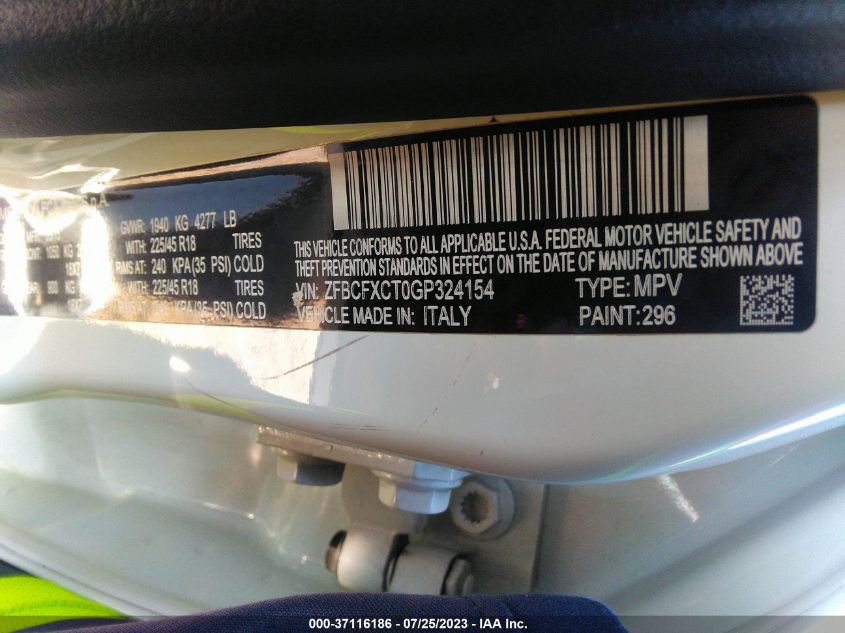 GVWR: 1940 KG 4277 LB
WITH: 225/45 R18 TIRES
RIMS AT: 240 KPA(35 PSI) COLD
WITH: 225/45 R18 TIRES
KPA(35 PSI) COLD
THIS VEHICLE CONFORMS TO ALL APPLICABLE U.S.A. FEDERAL MOTOR VEHICLE SAFETY AND
THEFT PREVENTION STANDARDS IN EFFECT ON THE DATE OF MANUFACTURE SHOWN ABOVE
VIN: ZFBCFXCT0GP324154 TYPE: MPV
VEHICLE MADE IN: ITALY PAINT:296
000-37116186 - 07/25/2023 - IAA Inc.